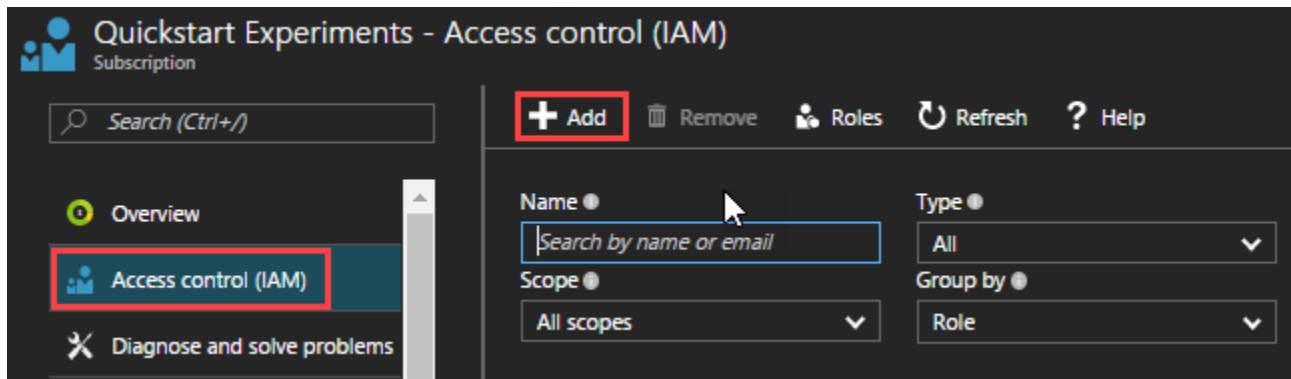 Quickstart Experiments - Access control (IAM)
Subscription
Search (Ctrl+/)
Add Remove Roles Refresh ? Help
Overview
Access control (IAM)
Diagnose and solve problems
Name Type
Search by name or email All
Scope Group by
All scopes Role